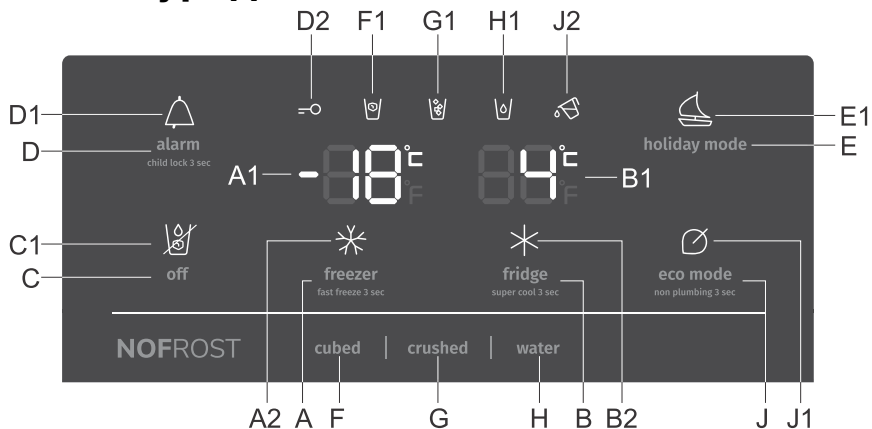 D2 F1 G1 H1 J2
D1 E1
alarm holiday mode
D E
child lock 3 sec
A1 -18 °C °F 4 °C °F B1
C1
off freezer fridge eco mode
C fast freeze 3 sec super cool 3 sec non plumbing 3 sec
NOFROST cubed | crushed | water
A2 A F G H B B2 J J1